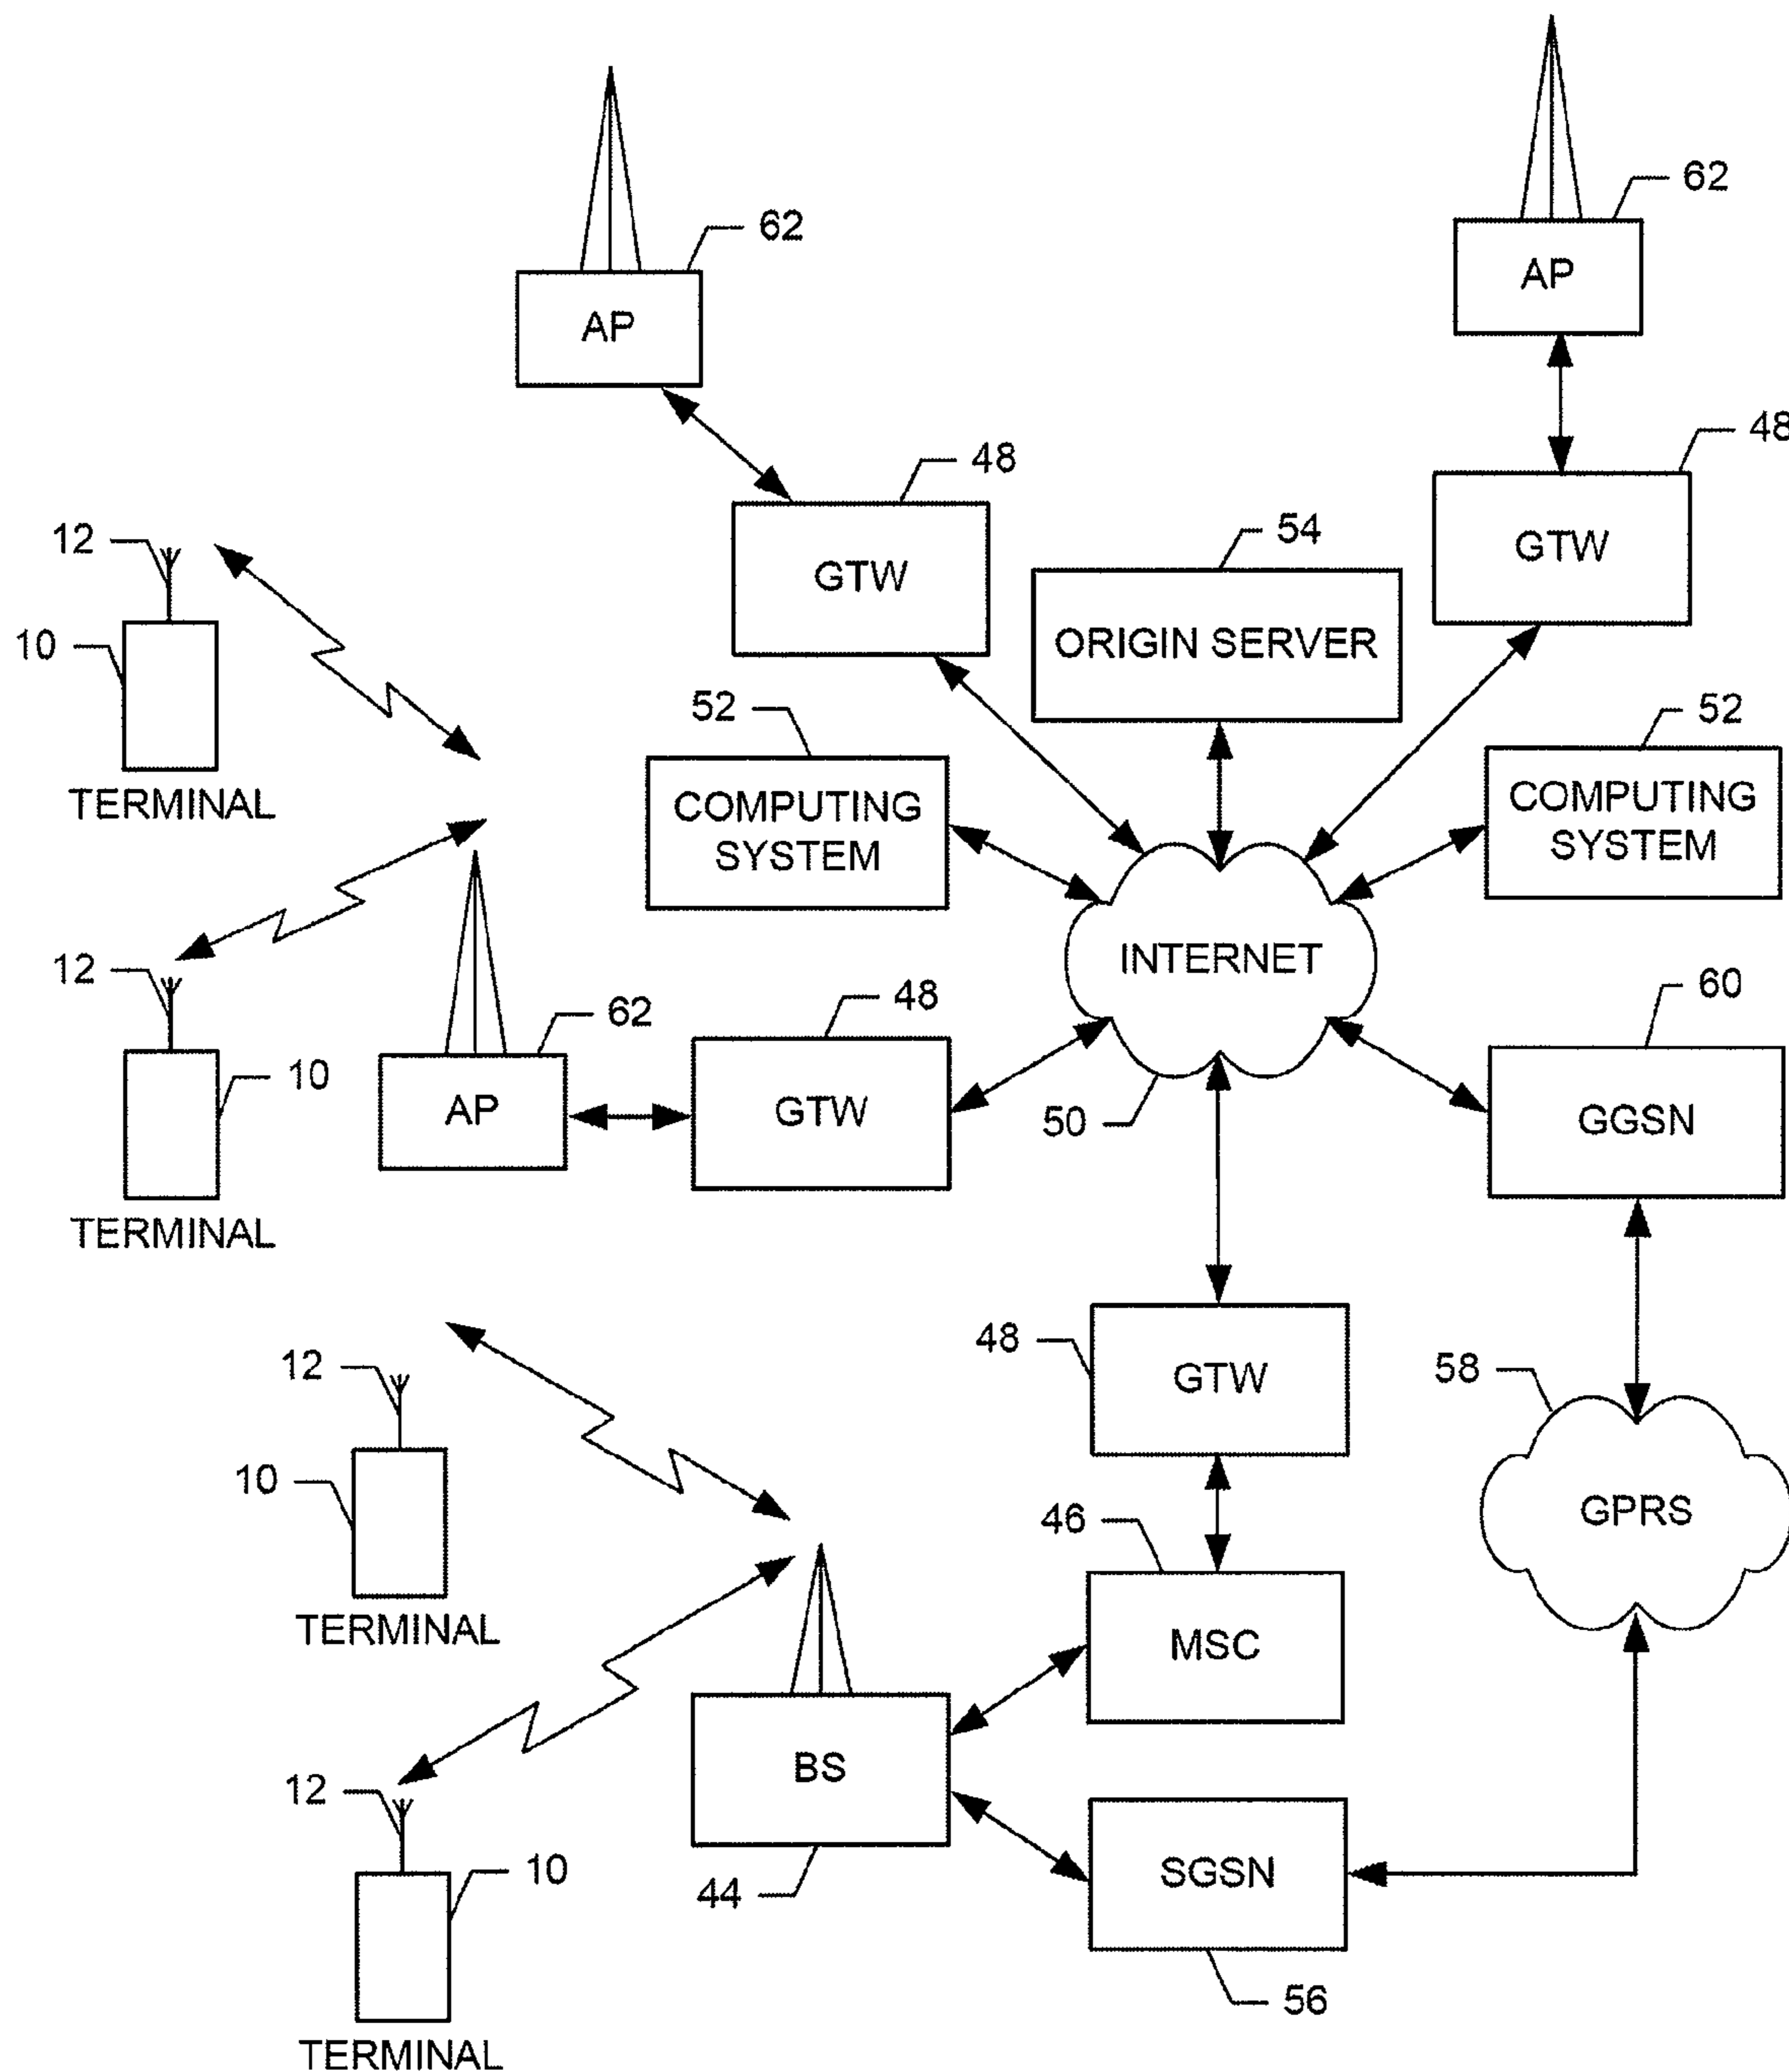 62
AP
62
AP
48
GTW
48
GTW
54
ORIGIN SERVER
12
10
TERMINAL
52
COMPUTING
SYSTEM
52
COMPUTING
SYSTEM
INTERNET
50
12
10
TERMINAL
62
AP
48
GTW
60
GGSN
48
GTW
58
GPRS
12
10
TERMINAL
46
MSC
BS
44
SGSN
56
12
10
TERMINAL